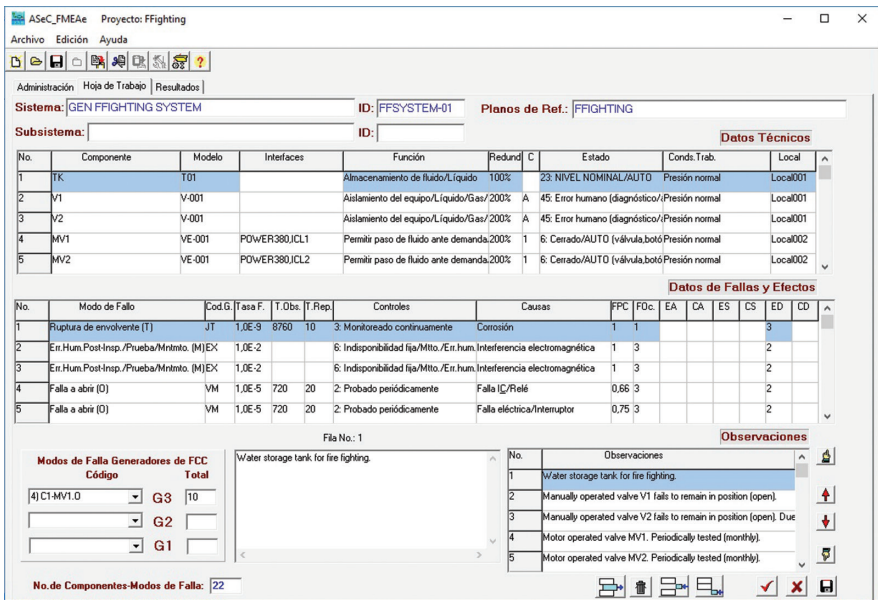 ASeC_FMEAe Proyecto: FFighting
Archivo Edición Ayuda
Administración Hoja de Trabajo Resultados
Sistema: GEN FFIGHTING SYSTEM ID: FFSYSTEM-01 Planos de Ref.: FFIGHTING
Subsistema: ID:
Datos Técnicos
No. Componente Modelo Interfaces Función Redund C Estado Conds.Trab. Local
1 TK T01 Almacenamiento de fluido/Líquido 100% 23: NIVEL NOMINAL/AUTO Presión normal Local001
2 V1 V-001 Aislamiento del equipo/Líquido/Gas/ 200% A 45: Error humano (diagnóstico/ Presión normal Local001
3 V2 V-001 Aislamiento del equipo/Líquido/Gas/ 200% A 45: Error humano (diagnóstico/ Presión normal Local001
4 MV1 VE-001 POWER380,ICL1 Permitir paso de fluido ante demanda. 200% 1 6: Cerrado/AUTO (válvula,botó Presión normal Local002
5 MV2 VE-001 POWER380,ICL2 Permitir paso de fluido ante demanda. 200% 1 6: Cerrado/AUTO (válvula,botó Presión normal Local002
Datos de Fallas y Efectos
No. Modo de Fallo Cod.G. Tasa F. T.Obs. T.Rep. Controles Causas FPC FOc. EA CA ES CS ED CD
1 Ruptura de envolvente (T) JT 1,0E-9 8760 10 3: Monitoreado continuamente Corrosión 1 1 3
2 Err.Hum.Post-Insp./Prueba/Mntmto. (M) EX 1,0E-2 6: Indisponibilidad fija/Mtto./Err.hum. Interferencia electromagnética 1 3 2
3 Err.Hum.Post-Insp./Prueba/Mntmto. (M) EX 1,0E-2 6: Indisponibilidad fija/Mtto./Err.hum. Interferencia electromagnética 1 3 2
4 Falla a abrir (O) VM 1,0E-5 720 20 2: Probado periódicamente Falla IC/Relé 0,66 3 2
5 Falla a abrir (O) VM 1,0E-5 720 20 2: Probado periódicamente Falla eléctrica/Interruptor 0,75 3 2
Fila No.: 1
Observaciones
Modos de Falla Generadores de FCC
Código Total
4) C1-MV1.O G3 10
G2
G1
Water storage tank for fire fighting.
No. Observaciones
1 Water storage tank for fire fighting.
2 Manually operated valve V1 fails to remain in position (open).
3 Manually operated valve V2 fails to remain in position (open). Due
4 Motor operated valve MV1. Periodically tested (monthly).
5 Motor operated valve MV2. Periodically tested (monthly).
No.de Componentes-Modos de Falla: 22